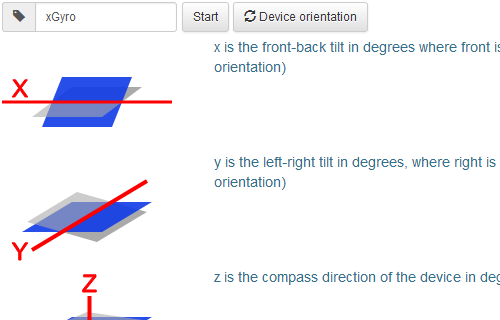 xGyro Start Device orientation
x is the front-back tilt in degrees where front is
orientation)
X
y is the left-right tilt in degrees, where right is
orientation)
Y
z is the compass direction of the device in
Z